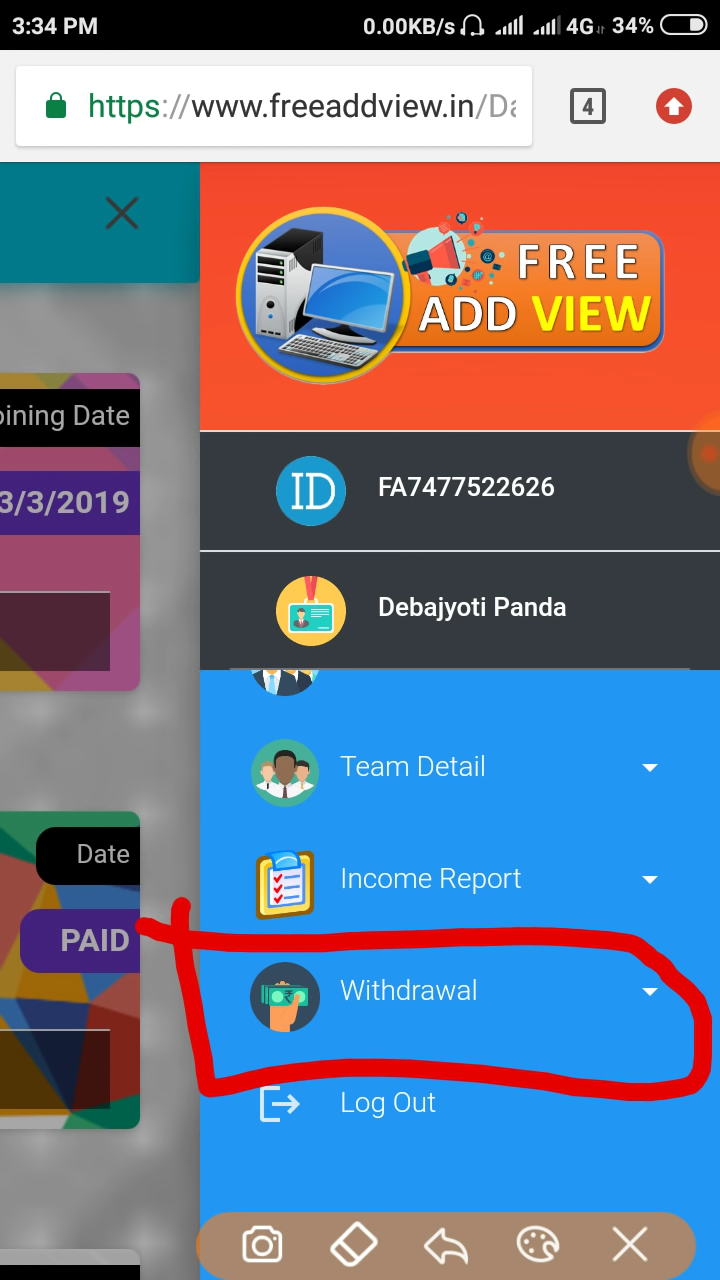 3:34 PM
0.00KB/s 4G 34%
https://www.freeaddview.in/Da
4
FREE
ADD VIEW
oining Date
ID
FA7477522626
3/3/2019
Debajyoti Panda
Team Detail
Date
Income Report
PAID
Withdrawal
Log Out